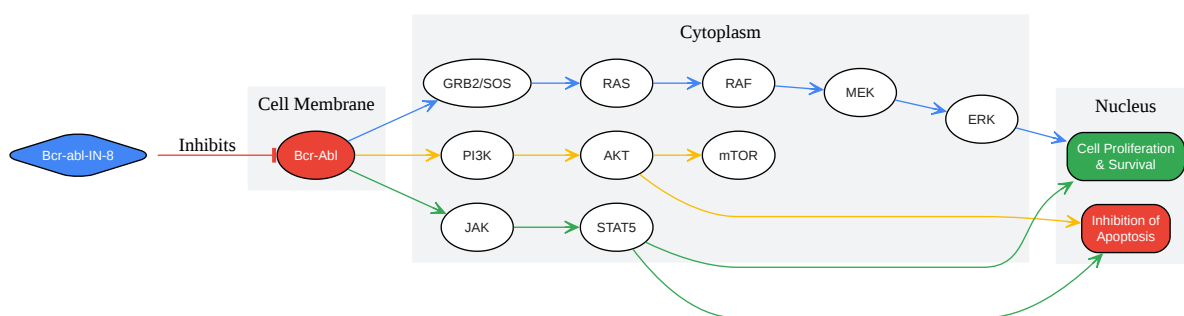 Cytoplasm
GRB2/SOS
RAS
RAF
MEK
ERK
Cell Membrane
Nucleus
Bcr-abl-IN-8
Inhibits
Bcr-Abl
PI3K
AKT
mTOR
Cell Proliferation
& Survival
JAK
STAT5
Inhibition of
Apoptosis